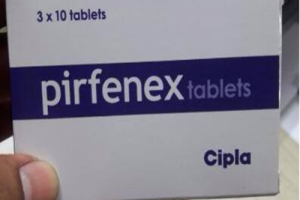 3 x 10 tablets
pirfenex tablets
Cipla